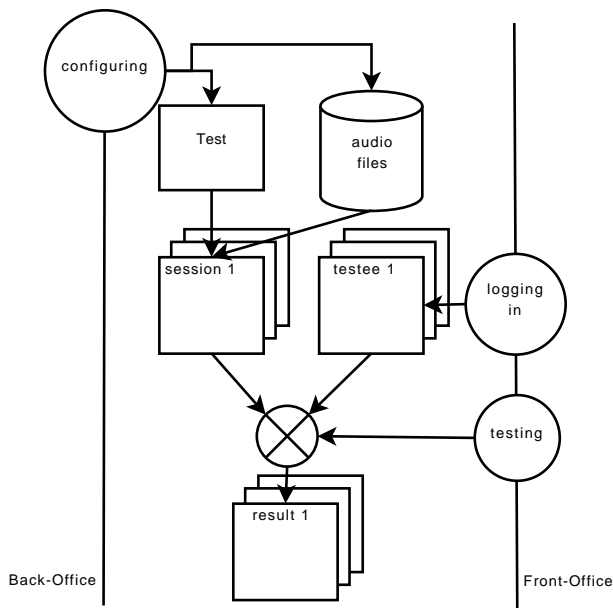 configuring
Test
audio
files
session 1
testee 1
logging
in
testing
result 1
Back-Office
Front-Office